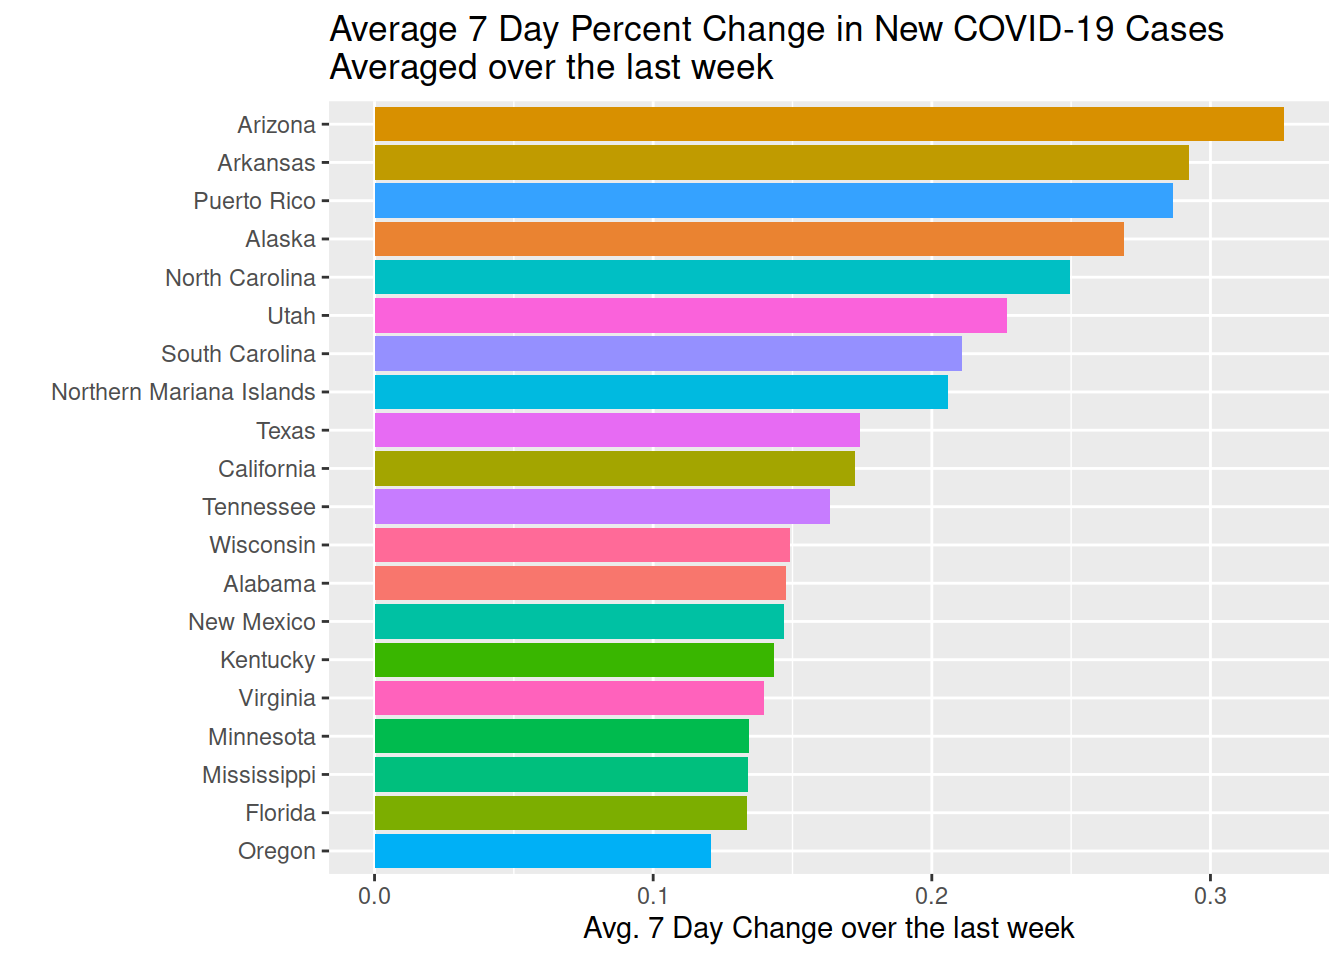 Average 7 Day Percent Change in New COVID-19 Cases
Averaged over the last week
Arizona
Arkansas
Puerto Rico
Alaska
North Carolina
Utah
South Carolina
Northern Mariana Islands
Texas
California
Tennessee
Wisconsin
Alabama
New Mexico
Kentucky
Virginia
Minnesota
Mississippi
Florida
Oregon
0.0 0.1 0.2 0.3
Avg. 7 Day Change over the last week